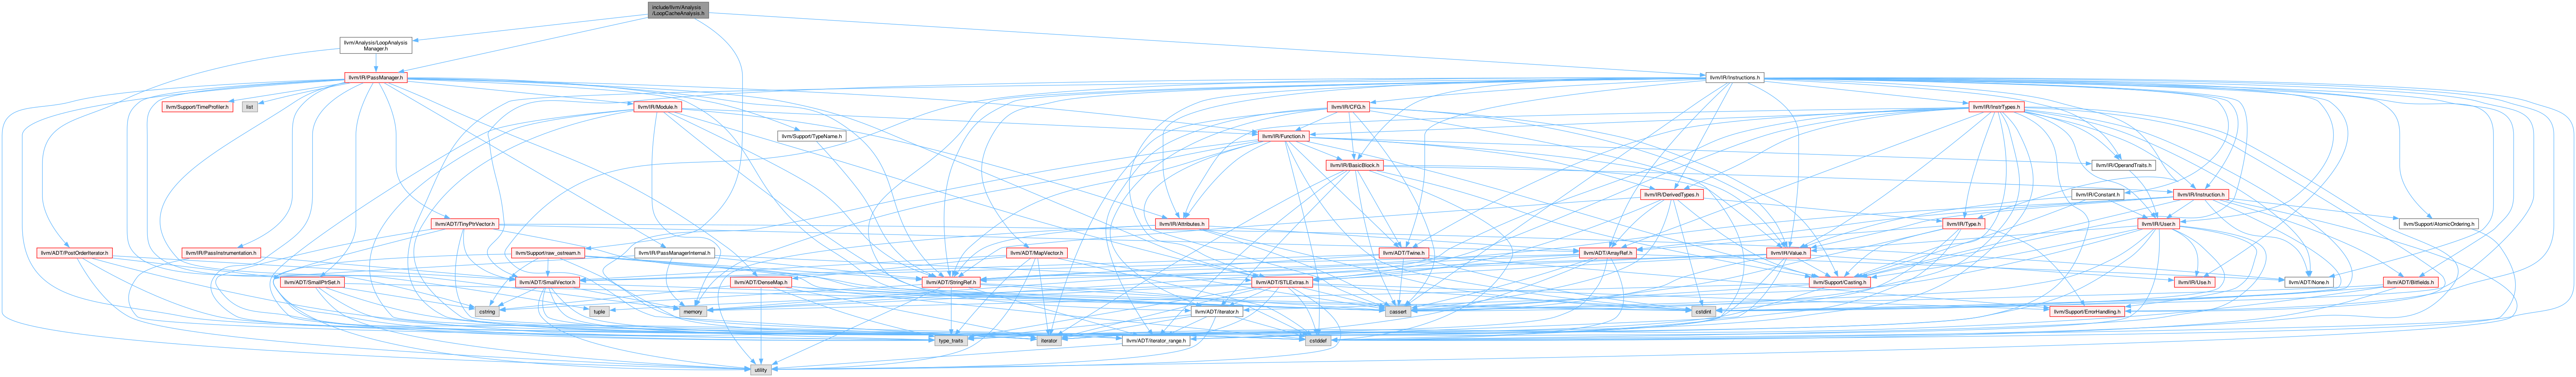 include/llvm/Analysis
/LoopCacheAnalysis.h
llvm/Analysis/LoopAnalysis
Manager.h
llvm/IR/PassManager.h
llvm/IR/Instructions.h
llvm/Support/TimeProfiler.h
list
llvm/IR/Module.h
llvm/IR/CFG.h
llvm/IR/InstrTypes.h
llvm/Support/TypeName.h
llvm/IR/Function.h
llvm/IR/BasicBlock.h
llvm/IR/OperandTraits.h
llvm/IR/DerivedTypes.h
llvm/IR/Constant.h
llvm/IR/Instruction.h
llvm/ADT/TinyPtrVector.h
llvm/IR/Attributes.h
llvm/IR/Type.h
llvm/IR/User.h
llvm/Support/AtomicOrdering.h
llvm/ADT/PostOrderIterator.h
llvm/IR/PassInstrumentation.h
llvm/Support/raw_ostream.h
llvm/IR/PassManagerInternal.h
llvm/ADT/MapVector.h
llvm/ADT/Twine.h
llvm/ADT/ArrayRef.h
llvm/IR/Value.h
llvm/ADT/SmallPtrSet.h
llvm/ADT/SmallVector.h
llvm/ADT/DenseMap.h
llvm/ADT/StringRef.h
llvm/ADT/STLExtras.h
llvm/Support/Casting.h
llvm/IR/Use.h
llvm/ADT/None.h
llvm/ADT/Bitfields.h
cstring
tuple
memory
llvm/ADT/iterator.h
cassert
cstdint
llvm/Support/ErrorHandling.h
type_traits
iterator
llvm/ADT/iterator_range.h
cstddef
utility